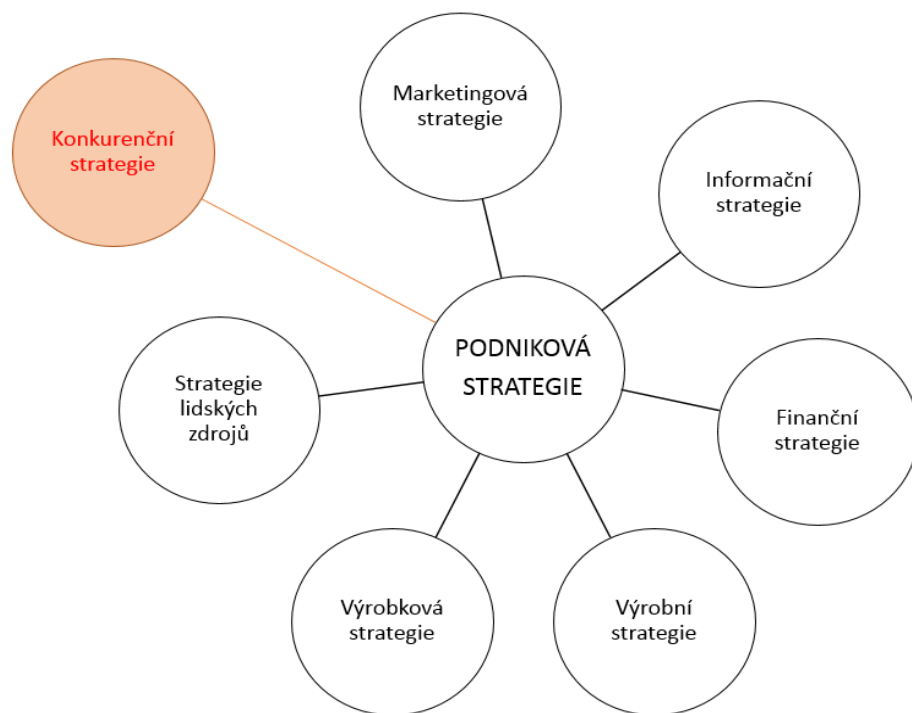 Marketingová
strategie
Konkurenční
strategie
Informační
strategie
PODNIKOVÁ
STRATEGIE
Strategie
lidských
zdrojů
Finanční
strategie
Výrobková
strategie
Výrobní
strategie